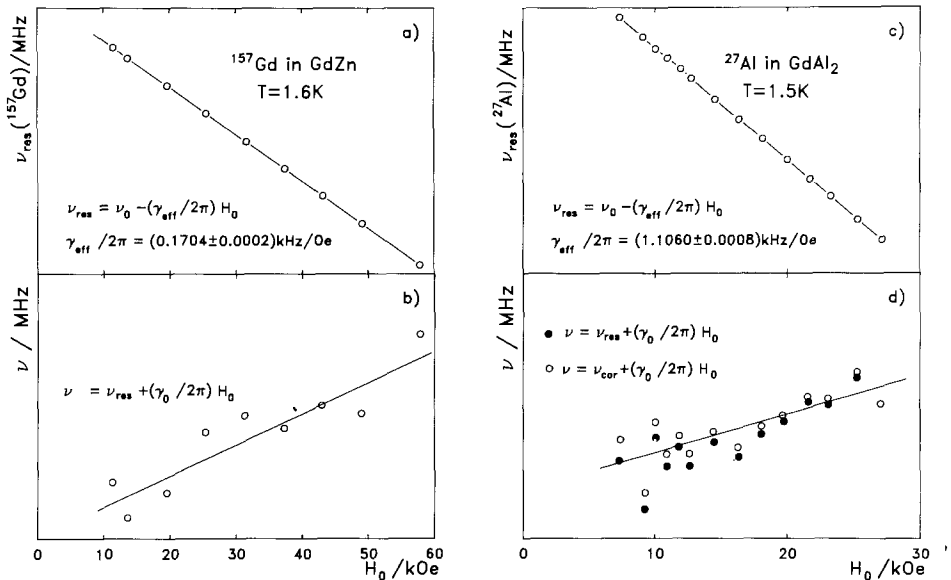 a)
¹⁵⁷Gd in GdZn
T=1.6K
ν_res(¹⁵⁷Gd)/MHz
ν_res = ν₀ −(γ_eff/2π) H₀
γ_eff/2π = (0.1704±0.0002)kHz/Oe
b)
ν / MHz
ν = ν_res +(γ₀/2π) H₀
0 10 20 30 40 50 60
H₀/kOe
c)
²⁷Al in GdAl₂
T=1.5K
ν_res(²⁷Al)/MHz
ν_res = ν₀ −(γ_eff/2π) H₀
γ_eff/2π = (1.1060±0.0008)kHz/Oe
d)
ν / MHz
● ν = ν_res +(γ₀/2π) H₀
○ ν = ν_cor +(γ₀/2π) H₀
0 10 20 30
H₀/kOe